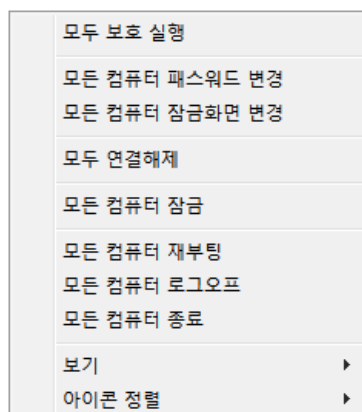 모두 보호 실행
모든 컴퓨터 패스워드 변경
모든 컴퓨터 잠금화면 변경
모두 연결해제
모든 컴퓨터 잠금
모든 컴퓨터 재부팅
모든 컴퓨터 로그오프
모든 컴퓨터 종료
보기
아이콘 정렬